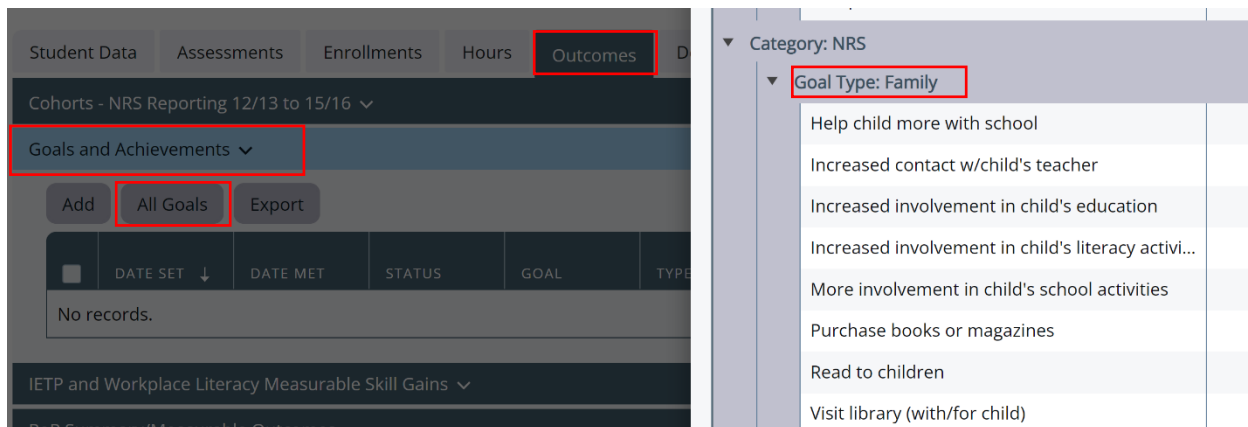 Student Data
Assessments
Enrollments
Hours
Outcomes
Cohorts - NRS Reporting 12/13 to 15/16
Goals and Achievements
Add
All Goals
Export
DATE SET ↓
DATE MET
STATUS
GOAL
TYPE
No records.
IETP and Workplace Literacy Measurable Skill Gains
Category: NRS
Goal Type: Family
Help child more with school
Increased contact w/child's teacher
Increased involvement in child's education
Increased involvement in child's literacy activi...
More involvement in child's school activities
Purchase books or magazines
Read to children
Visit library (with/for child)